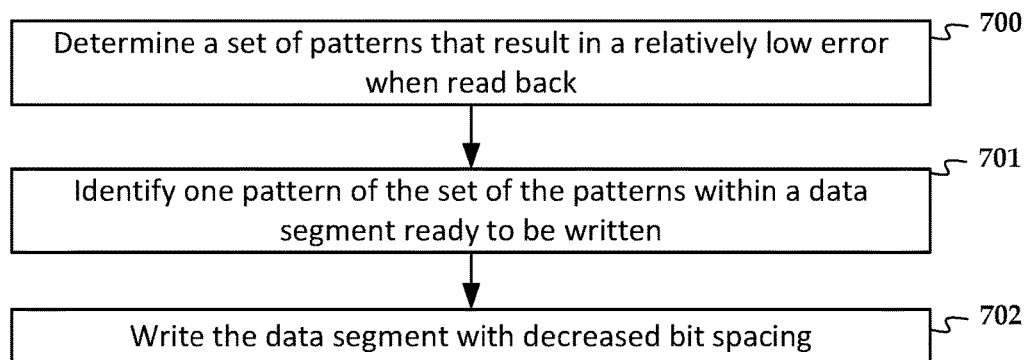 700
Determine a set of patterns that result in a relatively low error
when read back
701
Identify one pattern of the set of the patterns within a data
segment ready to be written
702
Write the data segment with decreased bit spacing